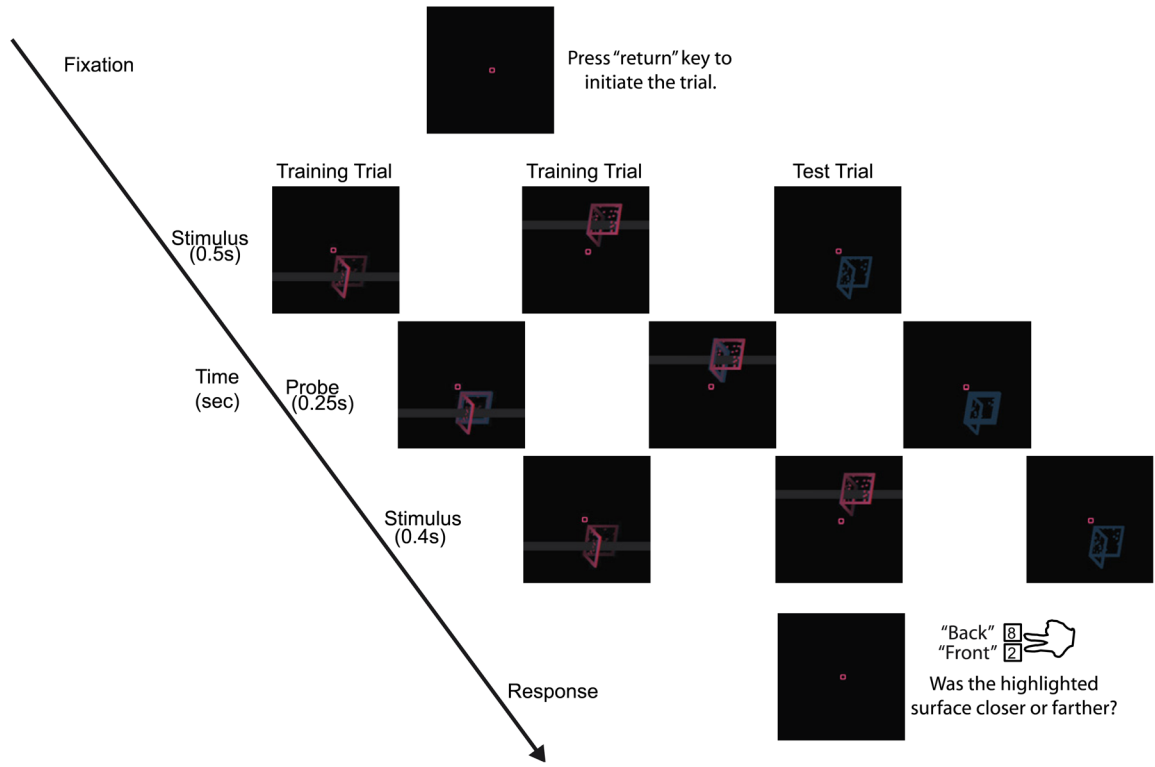 Fixation
Press “return” key to
initiate the trial.
Training Trial
Training Trial
Test Trial
Stimulus
(0.5s)
Time
(sec)
Probe
(0.25s)
Stimulus
(0.4s)
“Back” 8
“Front” 2
Response
Was the highlighted
surface closer or farther?